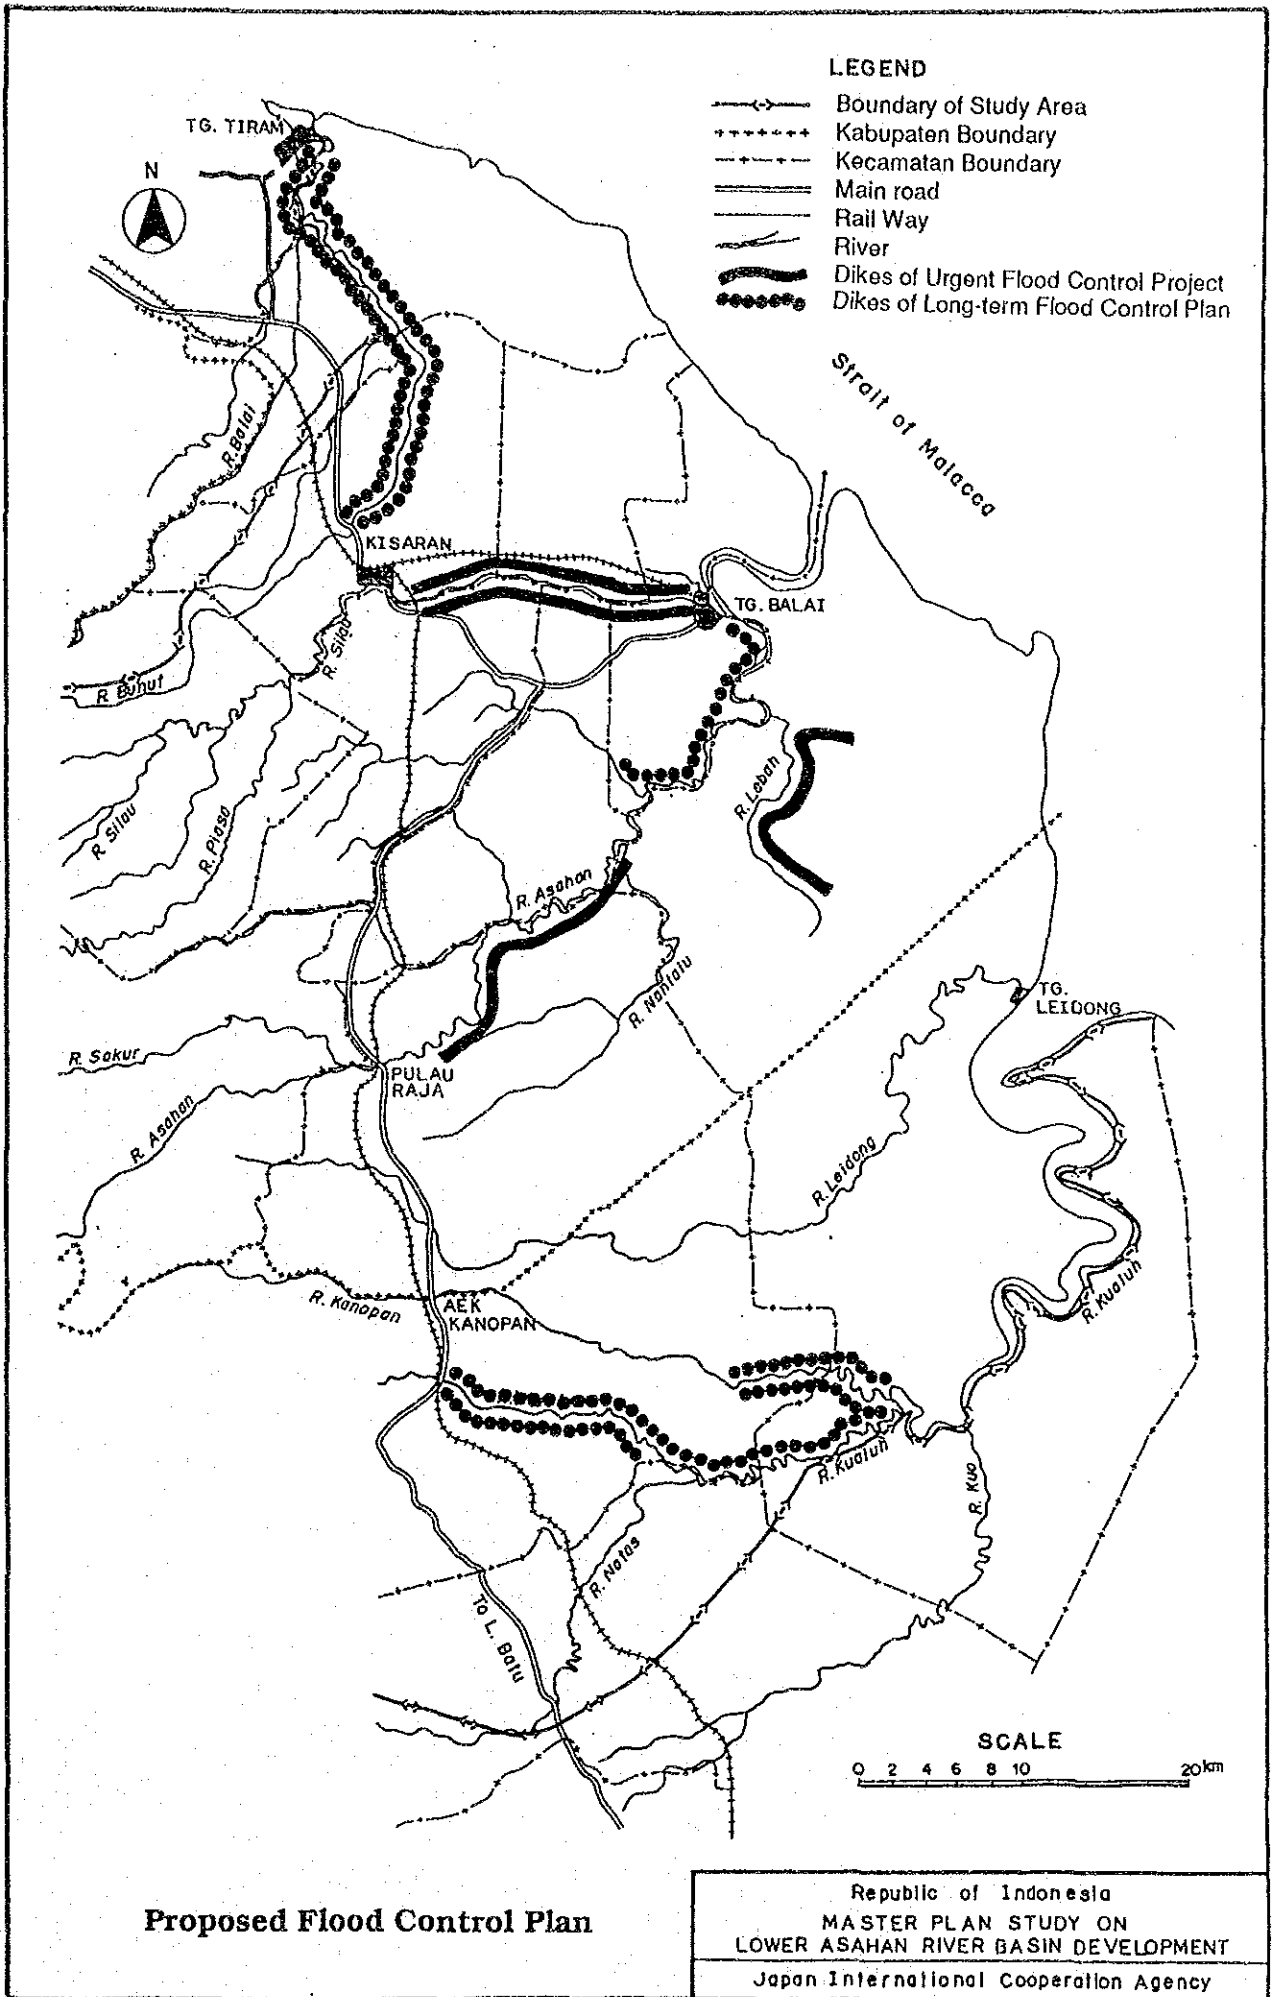 LEGEND
Boundary of Study Area
Kabupaten Boundary
Kecamatan Boundary
Main road
Rail Way
River
Dikes of Urgent Flood Control Project
Dikes of Long-term Flood Control Plan
TG. TIRAM
N
Strait of Malacca
R. Balai
KISARAN
TG. BALAI
R. Silau
R. Bunut
R. Loban
R. Silau
R. Piasa
R. Asahan
R. Nantalu
TG.
LEIDONG
R. Sakur
PULAU
RAJA
R. Asahan
R. Leidong
R. Kualuh
R. Kanopan
AEK
KANOPAN
R. Kualuh
R. Kuo
R. Natas
To L. Batu
SCALE
0 2 4 6 8 10 20km
Proposed Flood Control Plan
Republic of Indonesia
MASTER PLAN STUDY ON
LOWER ASAHAN RIVER BASIN DEVELOPMENT
Japan International Cooperation Agency